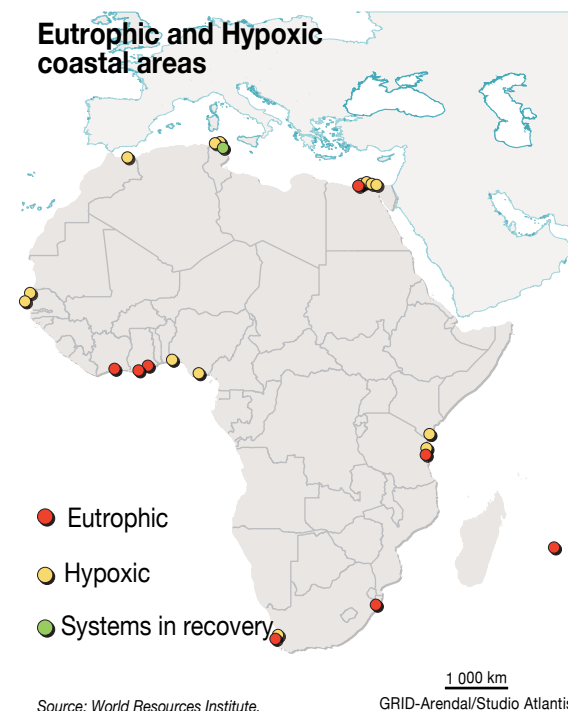 Eutrophic and Hypoxic
coastal areas
Eutrophic
Hypoxic
Systems in recovery
1 000 km
Source: World Resources Institute.
GRID-Arendal/Studio Atlantis